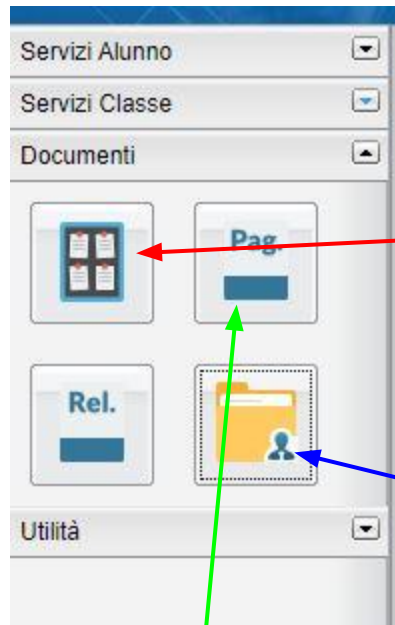 Servizi Alunno
Servizi Classe
Documenti
Pag.
Rel.
Utilità